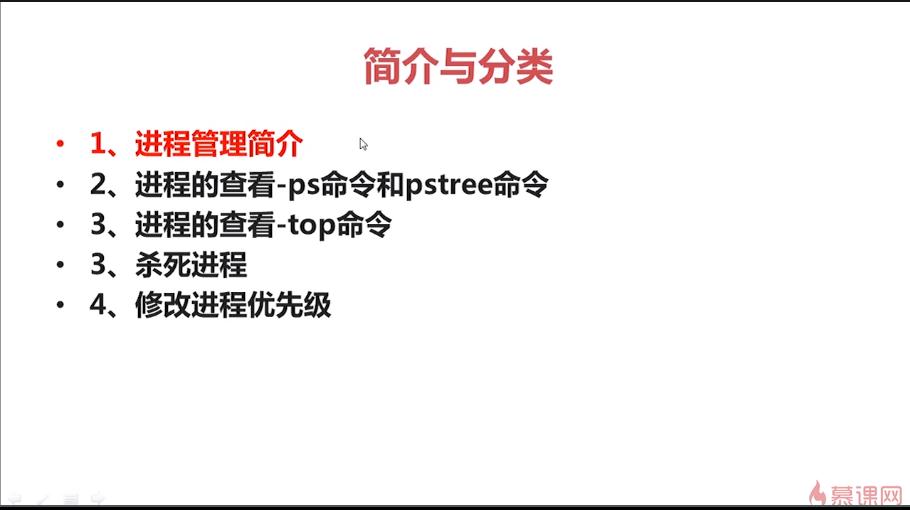 简介与分类
• 1、进程管理简介
• 2、进程的查看-ps命令和pstree命令
• 3、进程的查看-top命令
• 3、杀死进程
• 4、修改进程优先级
慕课网